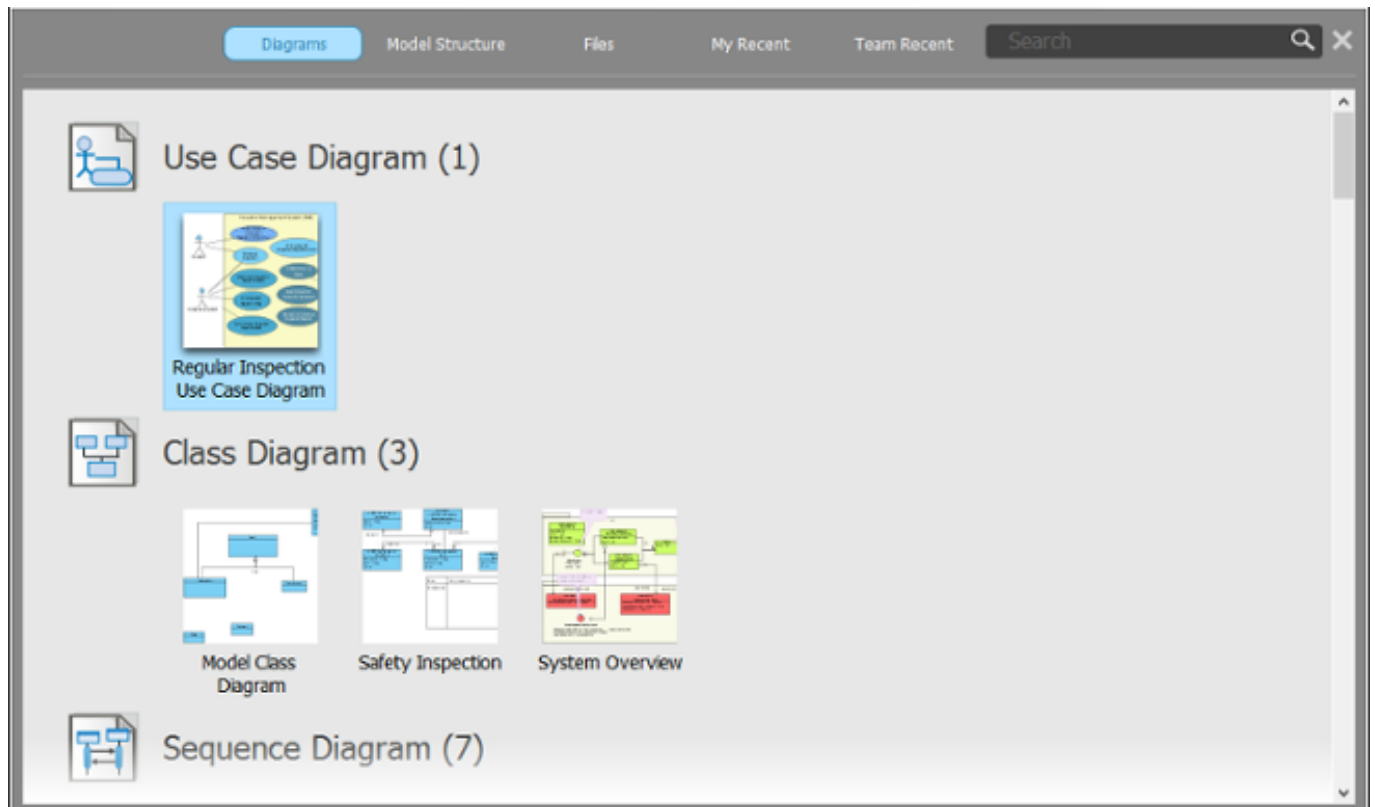 Diagrams
Model Structure
Files
My Recent
Team Recent
Search
Use Case Diagram (1)
Regular Inspection
Use Case Diagram
Class Diagram (3)
Model Class
Diagram
Safety Inspection
System Overview
Sequence Diagram (7)